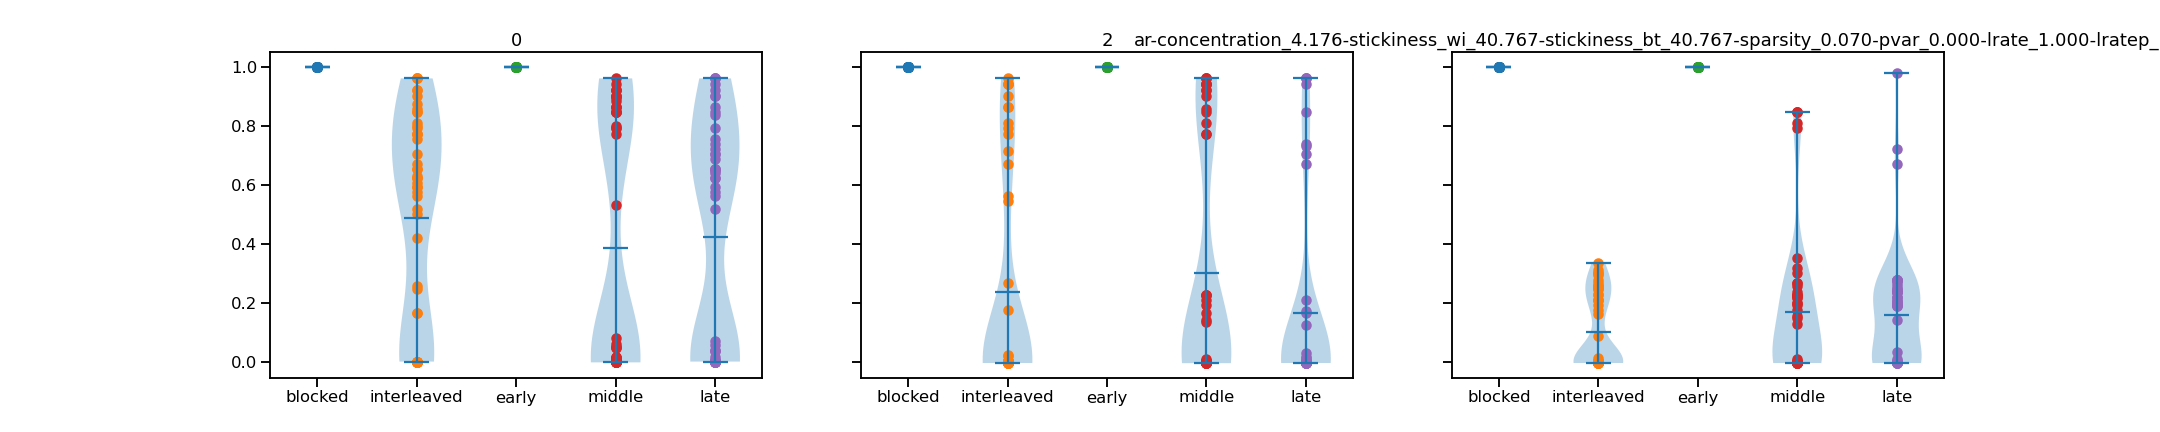 0
2
ar-concentration_4.176-stickiness_wi_40.767-stickiness_bt_40.767-sparsity_0.070-pvar_0.000-lrate_1.000-lratep_
1.0
0.8
0.6
0.4
0.2
0.0
blocked interleaved early middle late
blocked interleaved early middle late
blocked interleaved early middle late